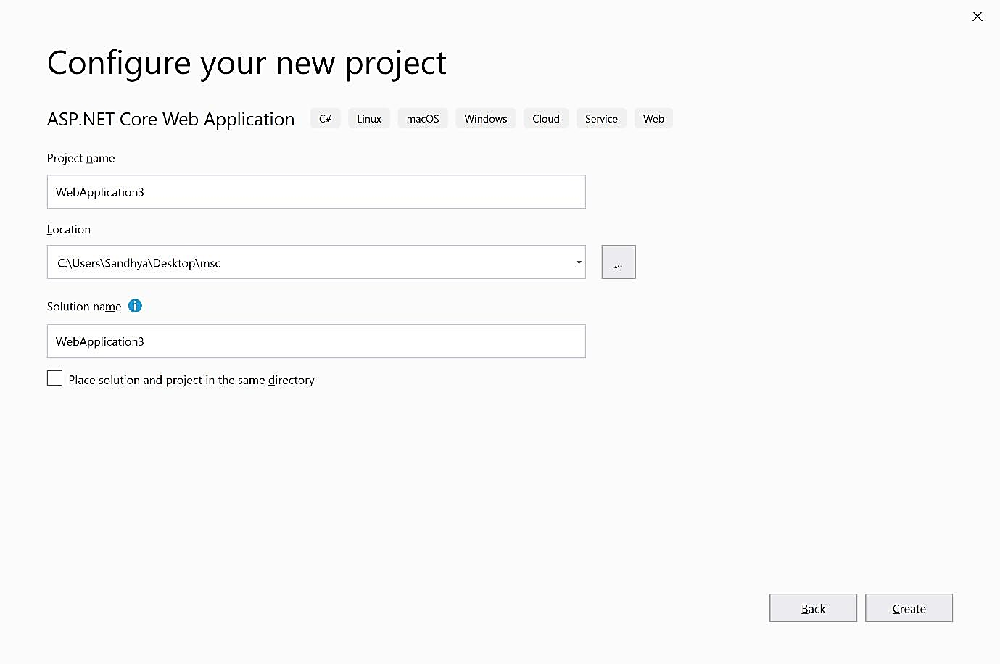 Configure your new project
ASP.NET Core Web Application C# Linux macOS Windows Cloud Service Web
Project name
WebApplication3
Location
C:\Users\Sandhya\Desktop\msc
...
Solution name
WebApplication3
Place solution and project in the same directory
Back Create